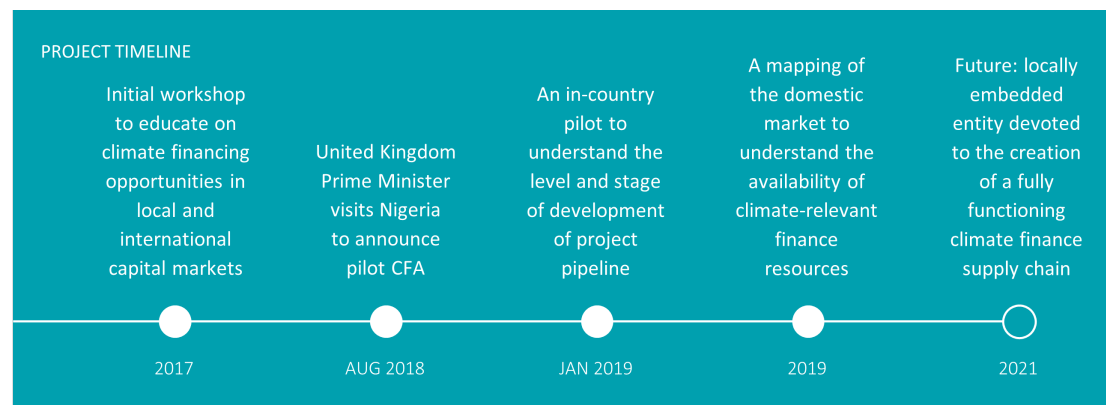 PROJECT TIMELINE
Initial workshop
to educate on
climate financing
opportunities in
local and
international
capital markets
2017
United Kingdom
Prime Minister
visits Nigeria
to announce
pilot CFA
AUG 2018
An in-country
pilot to
understand the
level and stage
of development
of project
pipeline
JAN 2019
A mapping of
the domestic
market to
understand the
availability of
climate-relevant
finance
resources
2019
Future: locally
embedded
entity devoted
to the creation
of a fully
functioning
climate finance
supply chain
2021